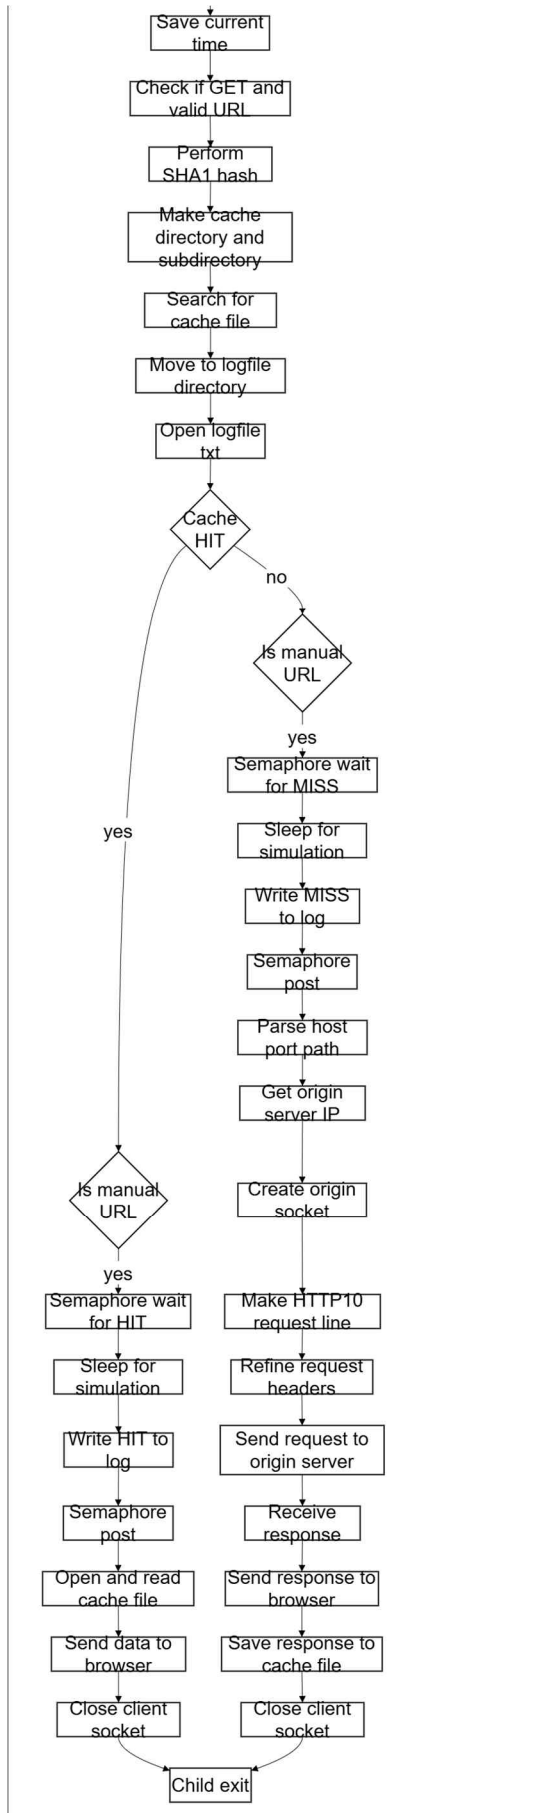 Save current
time
Check if GET and
valid URL
Perform
SHA1 hash
Make cache
directory and
subdirectory
Search for
cache file
Move to logfile
directory
Open logfile
txt
Cache
HIT
no
Is manual
URL
yes
Semaphore wait
for MISS
yes
Sleep for
simulation
Write MISS
to log
Semaphore
post
Parse host
port path
Get origin
server IP
Is manual
URL
Create origin
socket
yes
Semaphore wait
for HIT
Make HTTP10
request line
Sleep for
simulation
Refine request
headers
Write HIT to
log
Send request to
origin server
Semaphore
post
Receive
response
Open and read
cache file
Send response to
browser
Send data to
browser
Save response to
cache file
Close client
socket
Close client
socket
Child exit